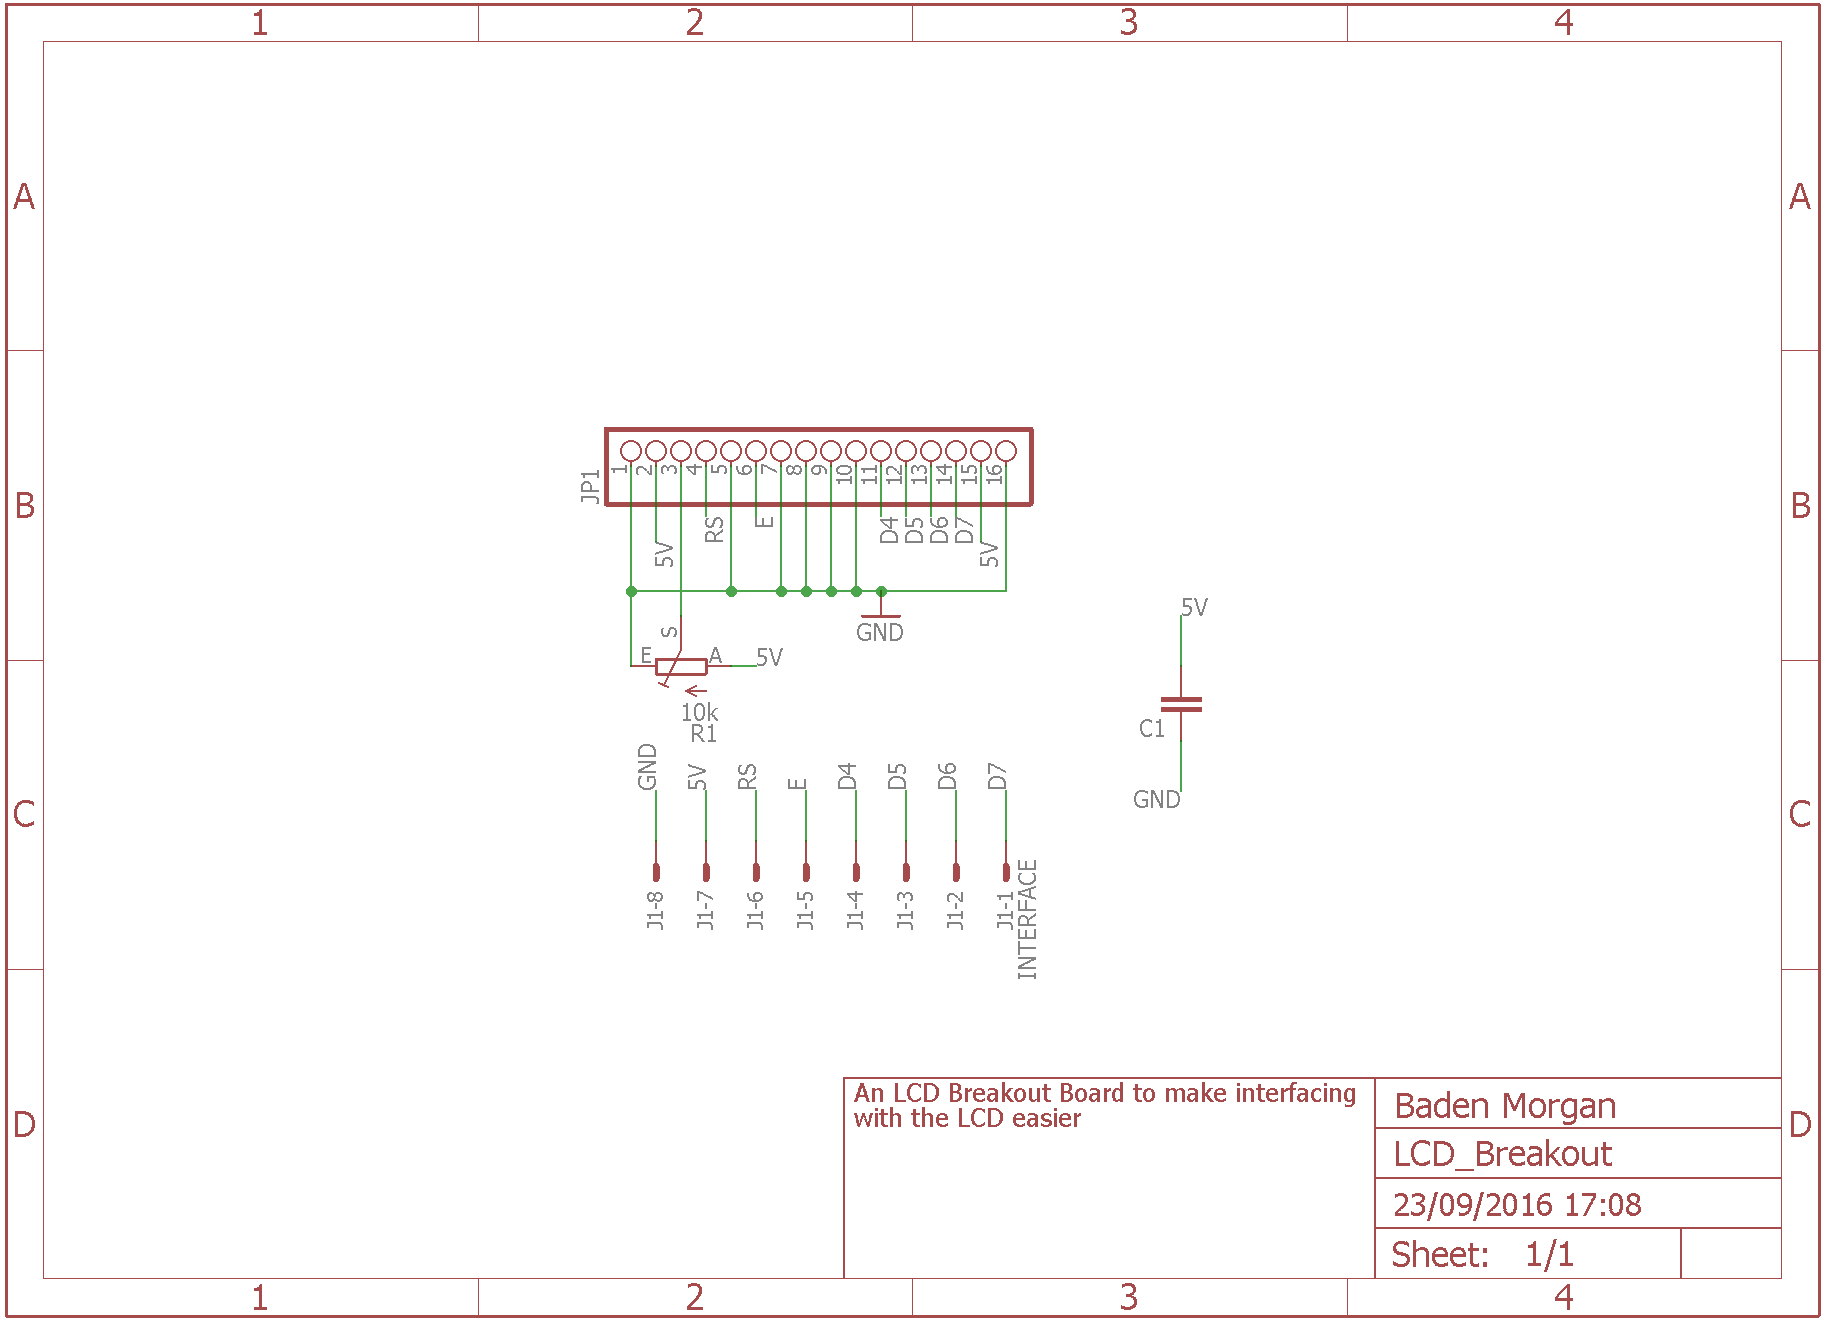 1 2 3 4
A A
JP1
1 2 3 4 5 6 7 8 9 10 11 12 13 14 15 16
B B
RS E D4 D5 D6 D7
5V 5V
5V
S
GND
E A 5V
10k
R1
C1
GND 5V RS E D4 D5 D6 D7
GND
C C
J1-8 J1-7 J1-6 J1-5 J1-4 J1-3 J1-2 J1-1
INTERFACE
An LCD Breakout Board to make interfacing
with the LCD easier
Baden Morgan
D D
LCD_Breakout
23/09/2016 17:08
Sheet: 1/1
1 2 3 4